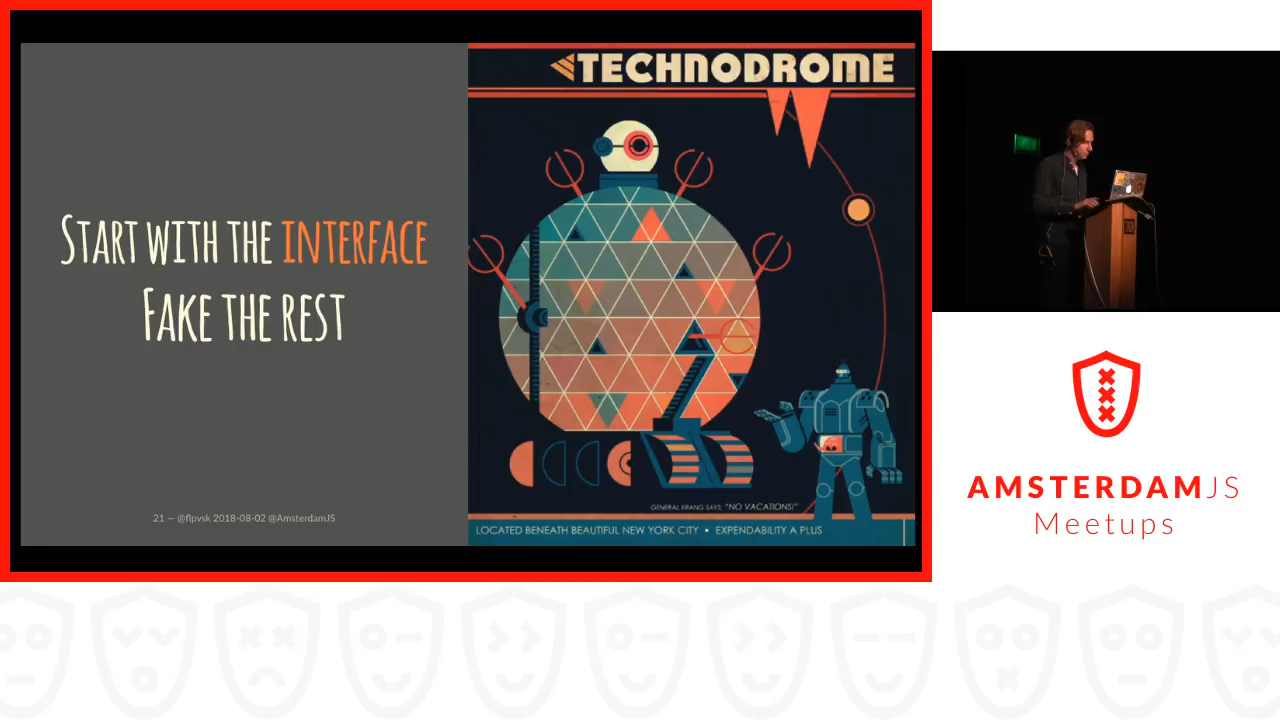 START WITH THE INTERFACE
FAKE THE REST
21 — @flpvsk 2018-08-02 @AmsterdamJS
TECHNODROME
GENERAL KRANG SAYS: "NO VACATIONS!"
LOCATED BENEATH BEAUTIFUL NEW YORK CITY • EXPENDABILITY A PLUS
AMSTERDAMJS
Meetups